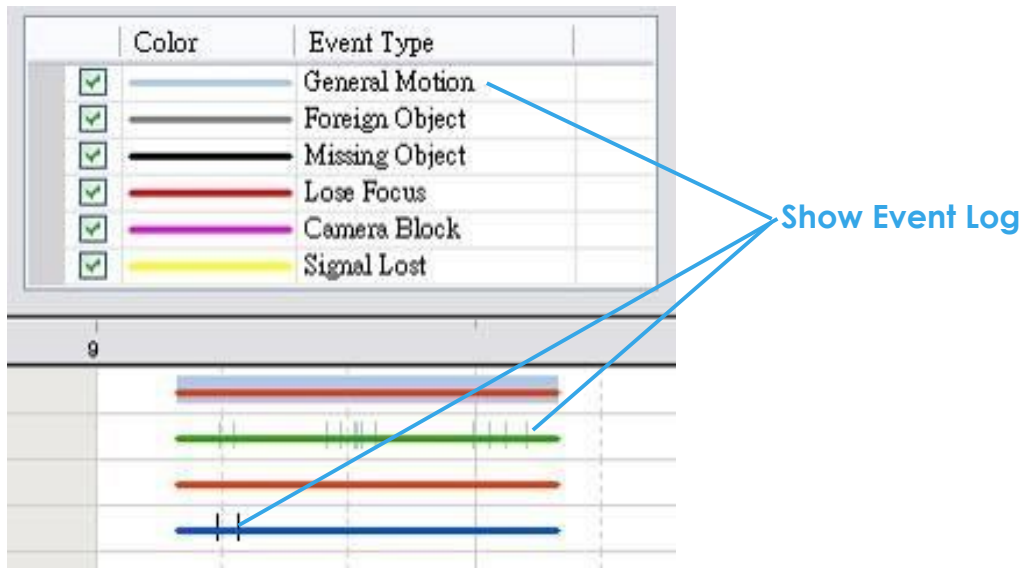 Color Event Type
General Motion
Foreign Object
Missing Object
Lose Focus
Camera Block
Signal Lost
Show Event Log
9